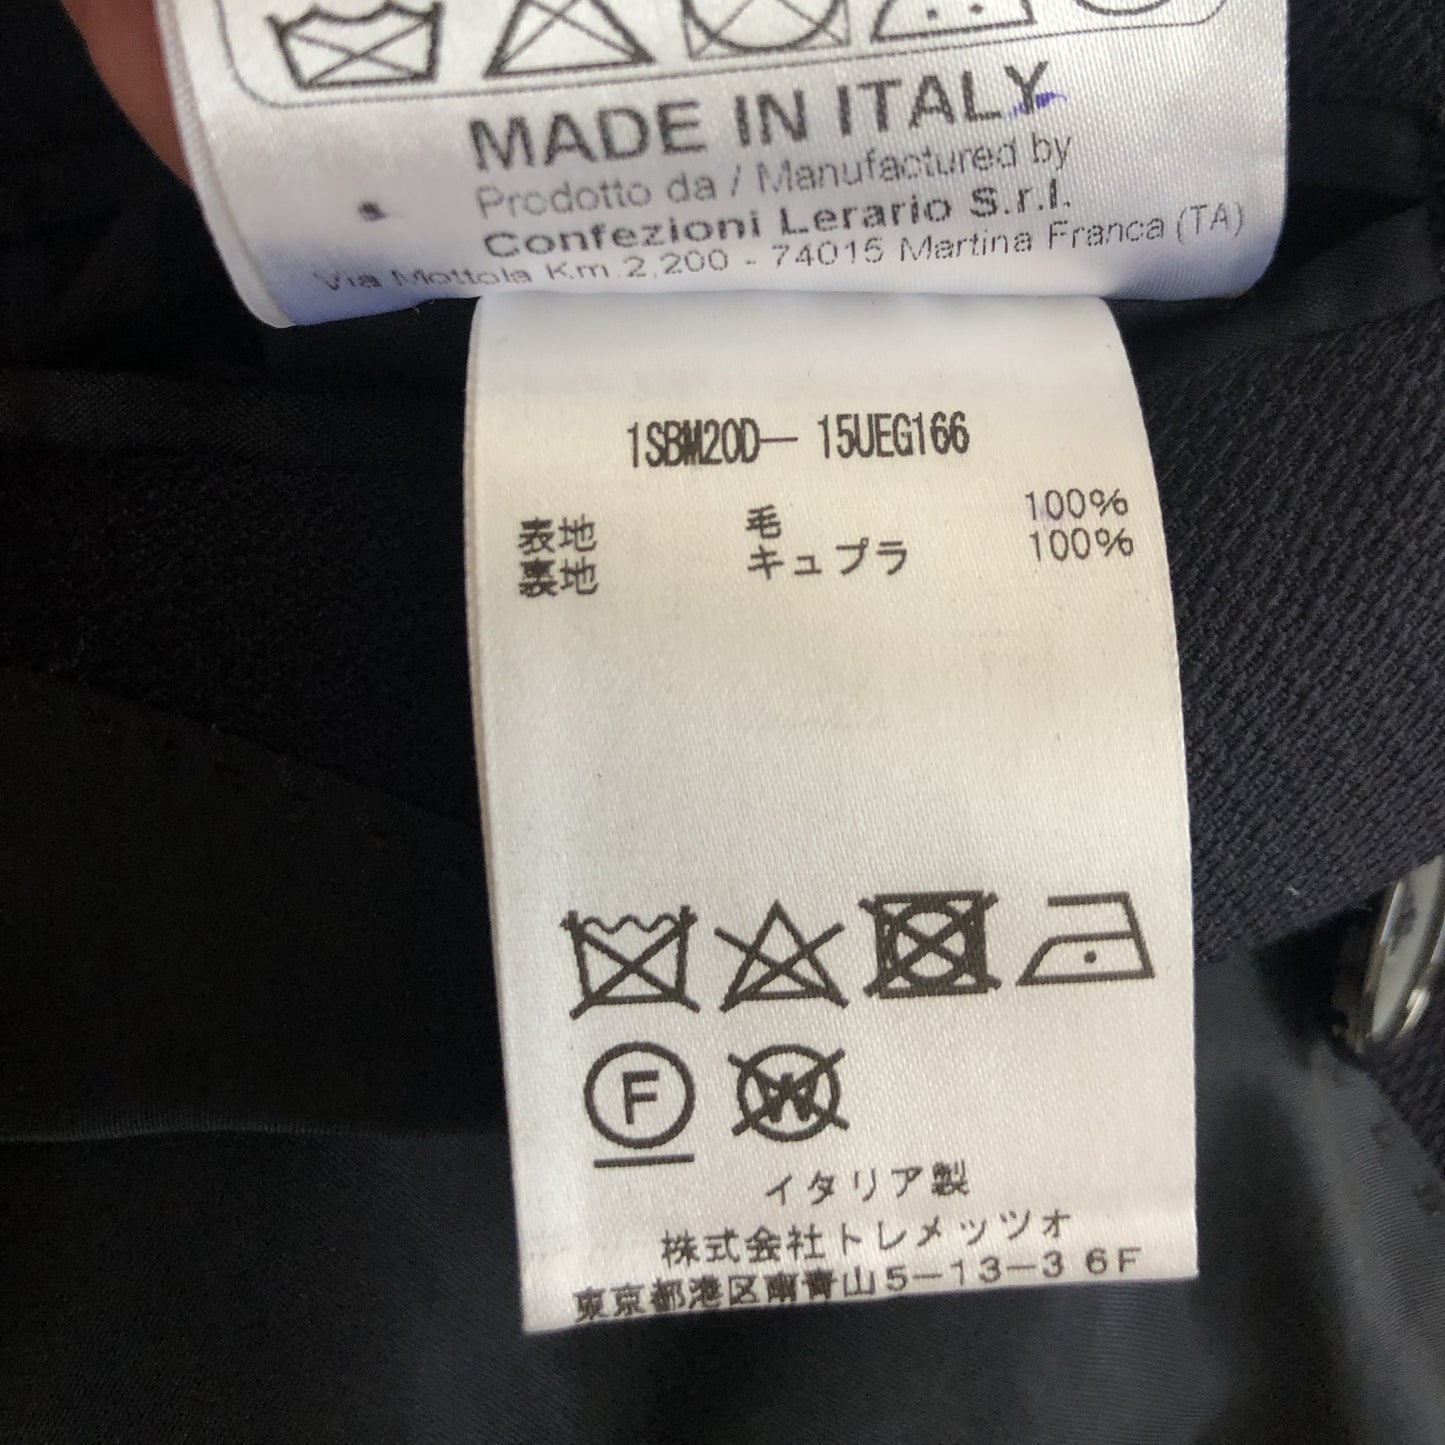 MADE IN ITALY
Prodotto da / Manufactured by
Confezioni Lerario S.r.l.
Via Mottola Km.2,200 - 74015 Martina Franca (TA)
1SBM20D— 15UEG166
表地 毛 100%
裏地 キュプラ 100%
F W
イタリア製
株式会社トレメッツォ
東京都港区南青山5−13−3 6F